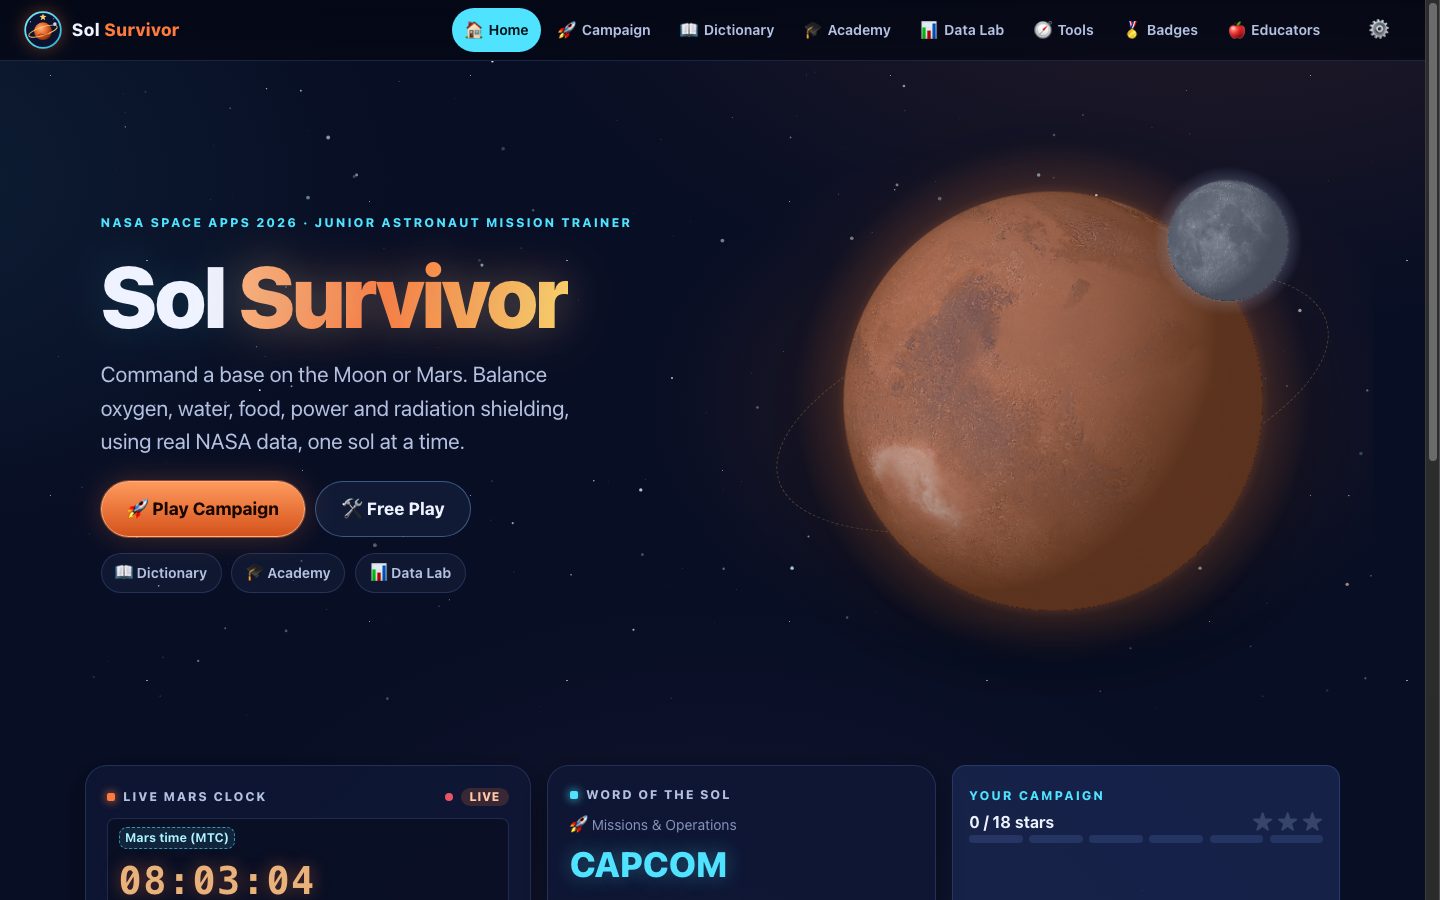 Sol Survivor
Home
Campaign
Dictionary
Academy
Data Lab
Tools
Badges
Educators
NASA SPACE APPS 2026 · JUNIOR ASTRONAUT MISSION TRAINER
Sol Survivor
Command a base on the Moon or Mars. Balance
oxygen, water, food, power and radiation shielding,
using real NASA data, one sol at a time.
Play Campaign
Free Play
Dictionary
Academy
Data Lab
LIVE MARS CLOCK
LIVE
Mars time (MTC)
08:03:04
WORD OF THE SOL
Missions & Operations
CAPCOM
YOUR CAMPAIGN
0 / 18 stars